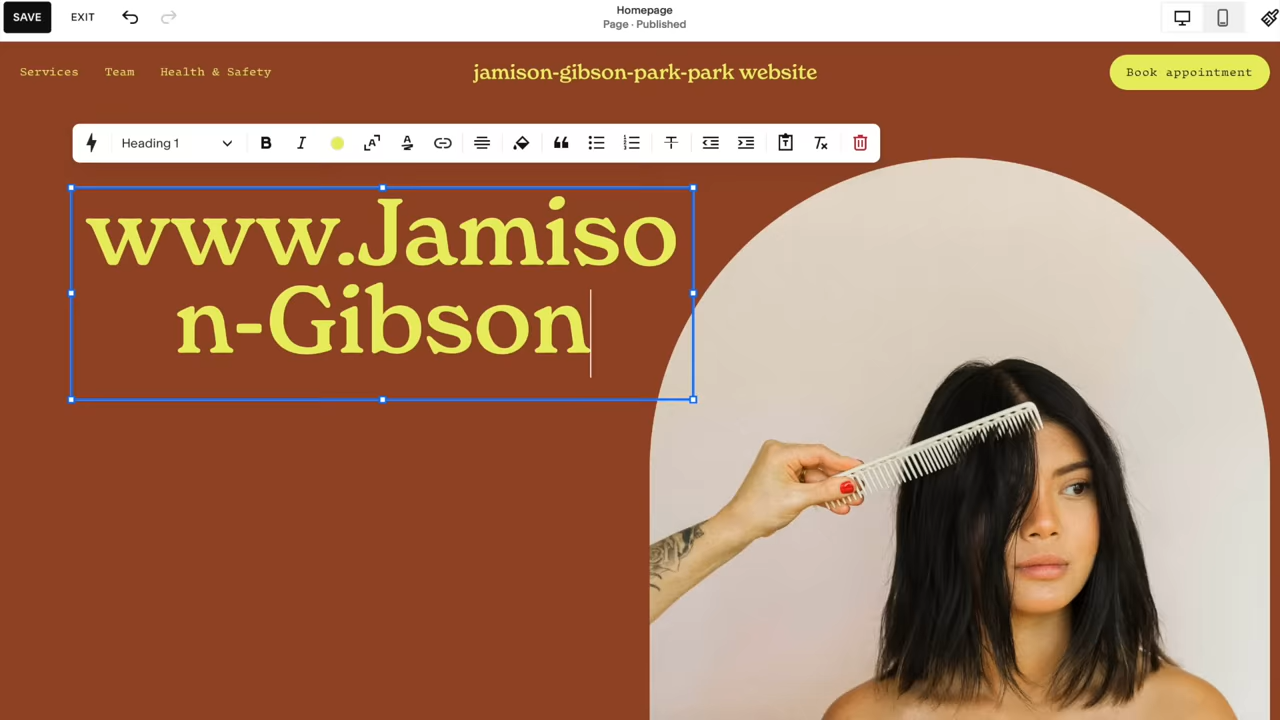 SAVE
EXIT
Homepage
Page · Published
Services
Team
Health & Safety
jamison-gibson-park-park website
Book appointment
Heading 1
www.Jamiso
n-Gibson